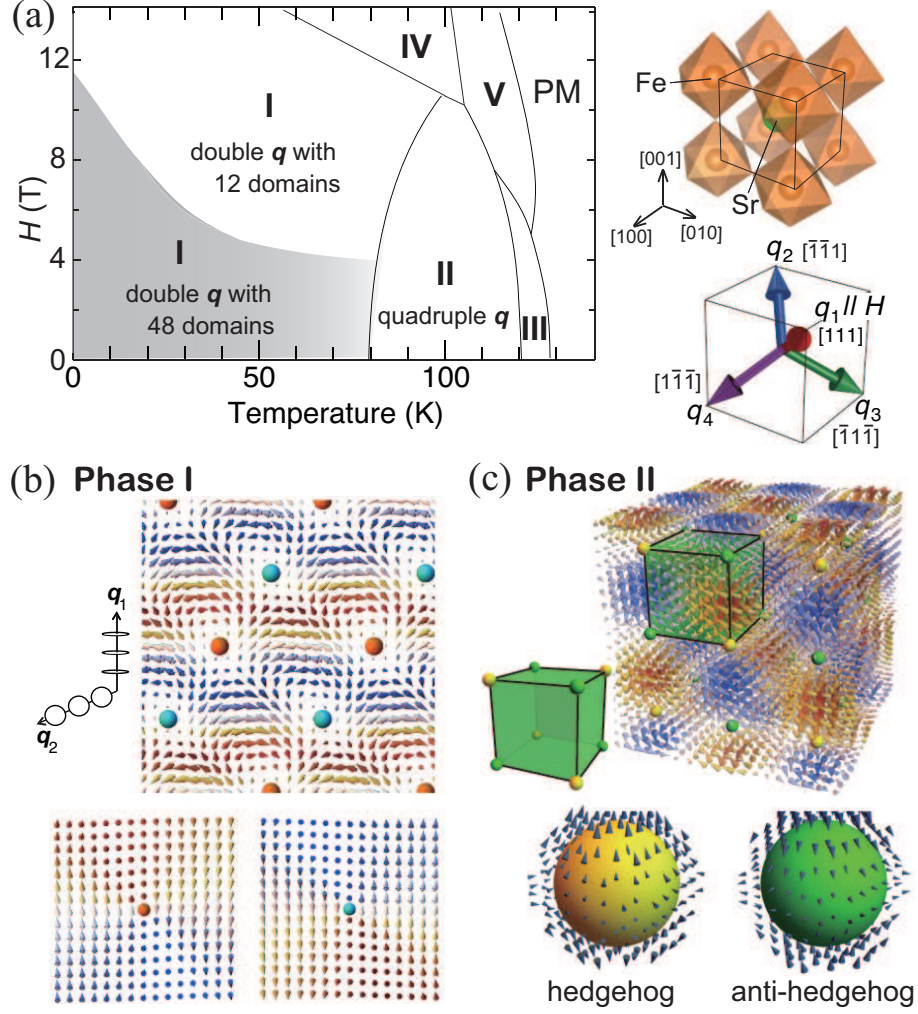 (a)
12
8
4
0
H (T)
0
50
100
Temperature (K)
I
double q with
12 domains
I
double q with
48 domains
II
quadruple q
III
IV
V
PM
Fe
Sr
[001]
[100]
[010]
q2 [1̄1̄1]
q1 // H
[111]
[11̄1̄]
q4
q3
[1̄11̄]
(b) Phase I
q1
q2
(c) Phase II
hedgehog
anti-hedgehog